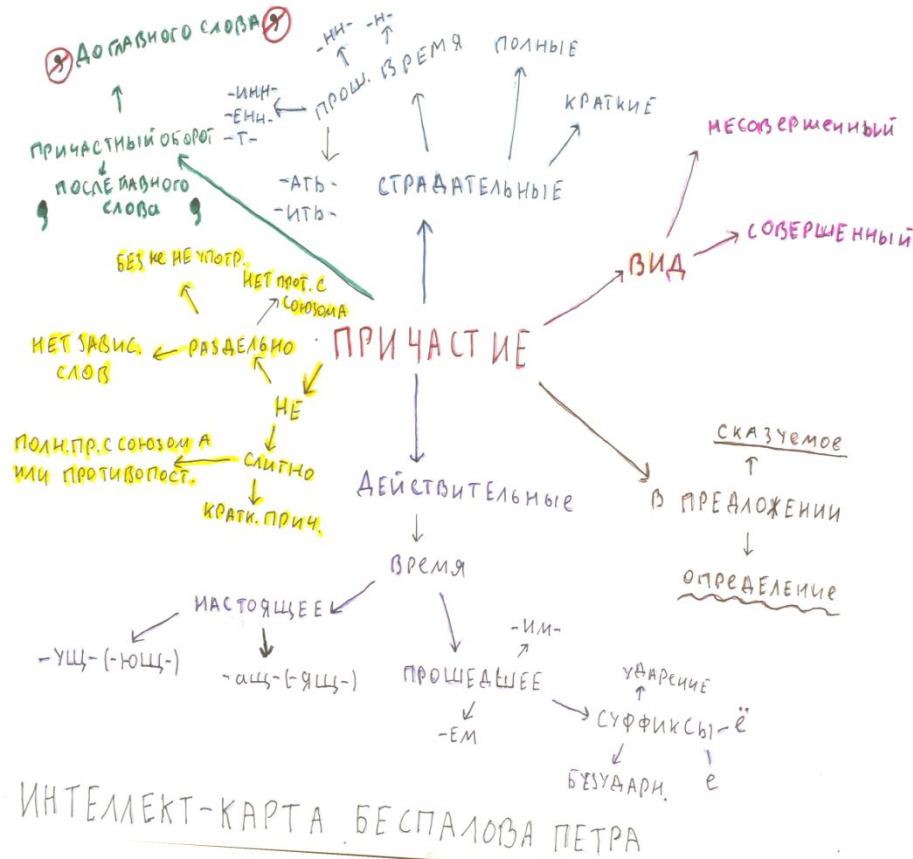 ДО ГЛАВНОГО СЛОВА
ПРИЧАСТНЫЙ ОБОРОТ
ПОСЛЕ ГЛАВНОГО
СЛОВА
-НН-
-Н-
ПРОШ. ВРЕМЯ
-ИНН-
-ЕНН-
-Т-
-АТЬ-
-ИТЬ-
ПОЛНЫЕ
КРАТКИЕ
СТРАДАТЕЛЬНЫЕ
НЕСОВЕРШЕННЫЙ
СОВЕРШЕННЫЙ
ВИД
БЕЗ НЕ НЕ УПОТР.
НЕТ ПРОТ. С
СОЮЗОМ А
НЕТ ЗАВИС.
СЛОВ
РАЗДЕЛЬНО
ПРИЧАСТИЕ
НЕ
СЛИТНО
ПОЛН. ПР. С СОЮЗОМ А
ИЛИ ПРОТИВОПОСТ.
КРАТК. ПРИЧ.
ДЕЙСТВИТЕЛЬНЫЕ
СКАЗУЕМОЕ
В ПРЕДЛОЖЕНИИ
ОПРЕДЕЛЕНИЕ
ВРЕМЯ
НАСТОЯЩЕЕ
-УЩ-(-ЮЩ-)
-АЩ-(-ЯЩ-)
-ИМ-
ПРОШЕДШЕЕ
-ЕМ
УДАРЕНИЕ
СУФФИКСЫ-Ё
БУЗУДАРН.
е
ИНТЕЛЛЕКТ-КАРТА БЕСПАЛОВА ПЕТРА